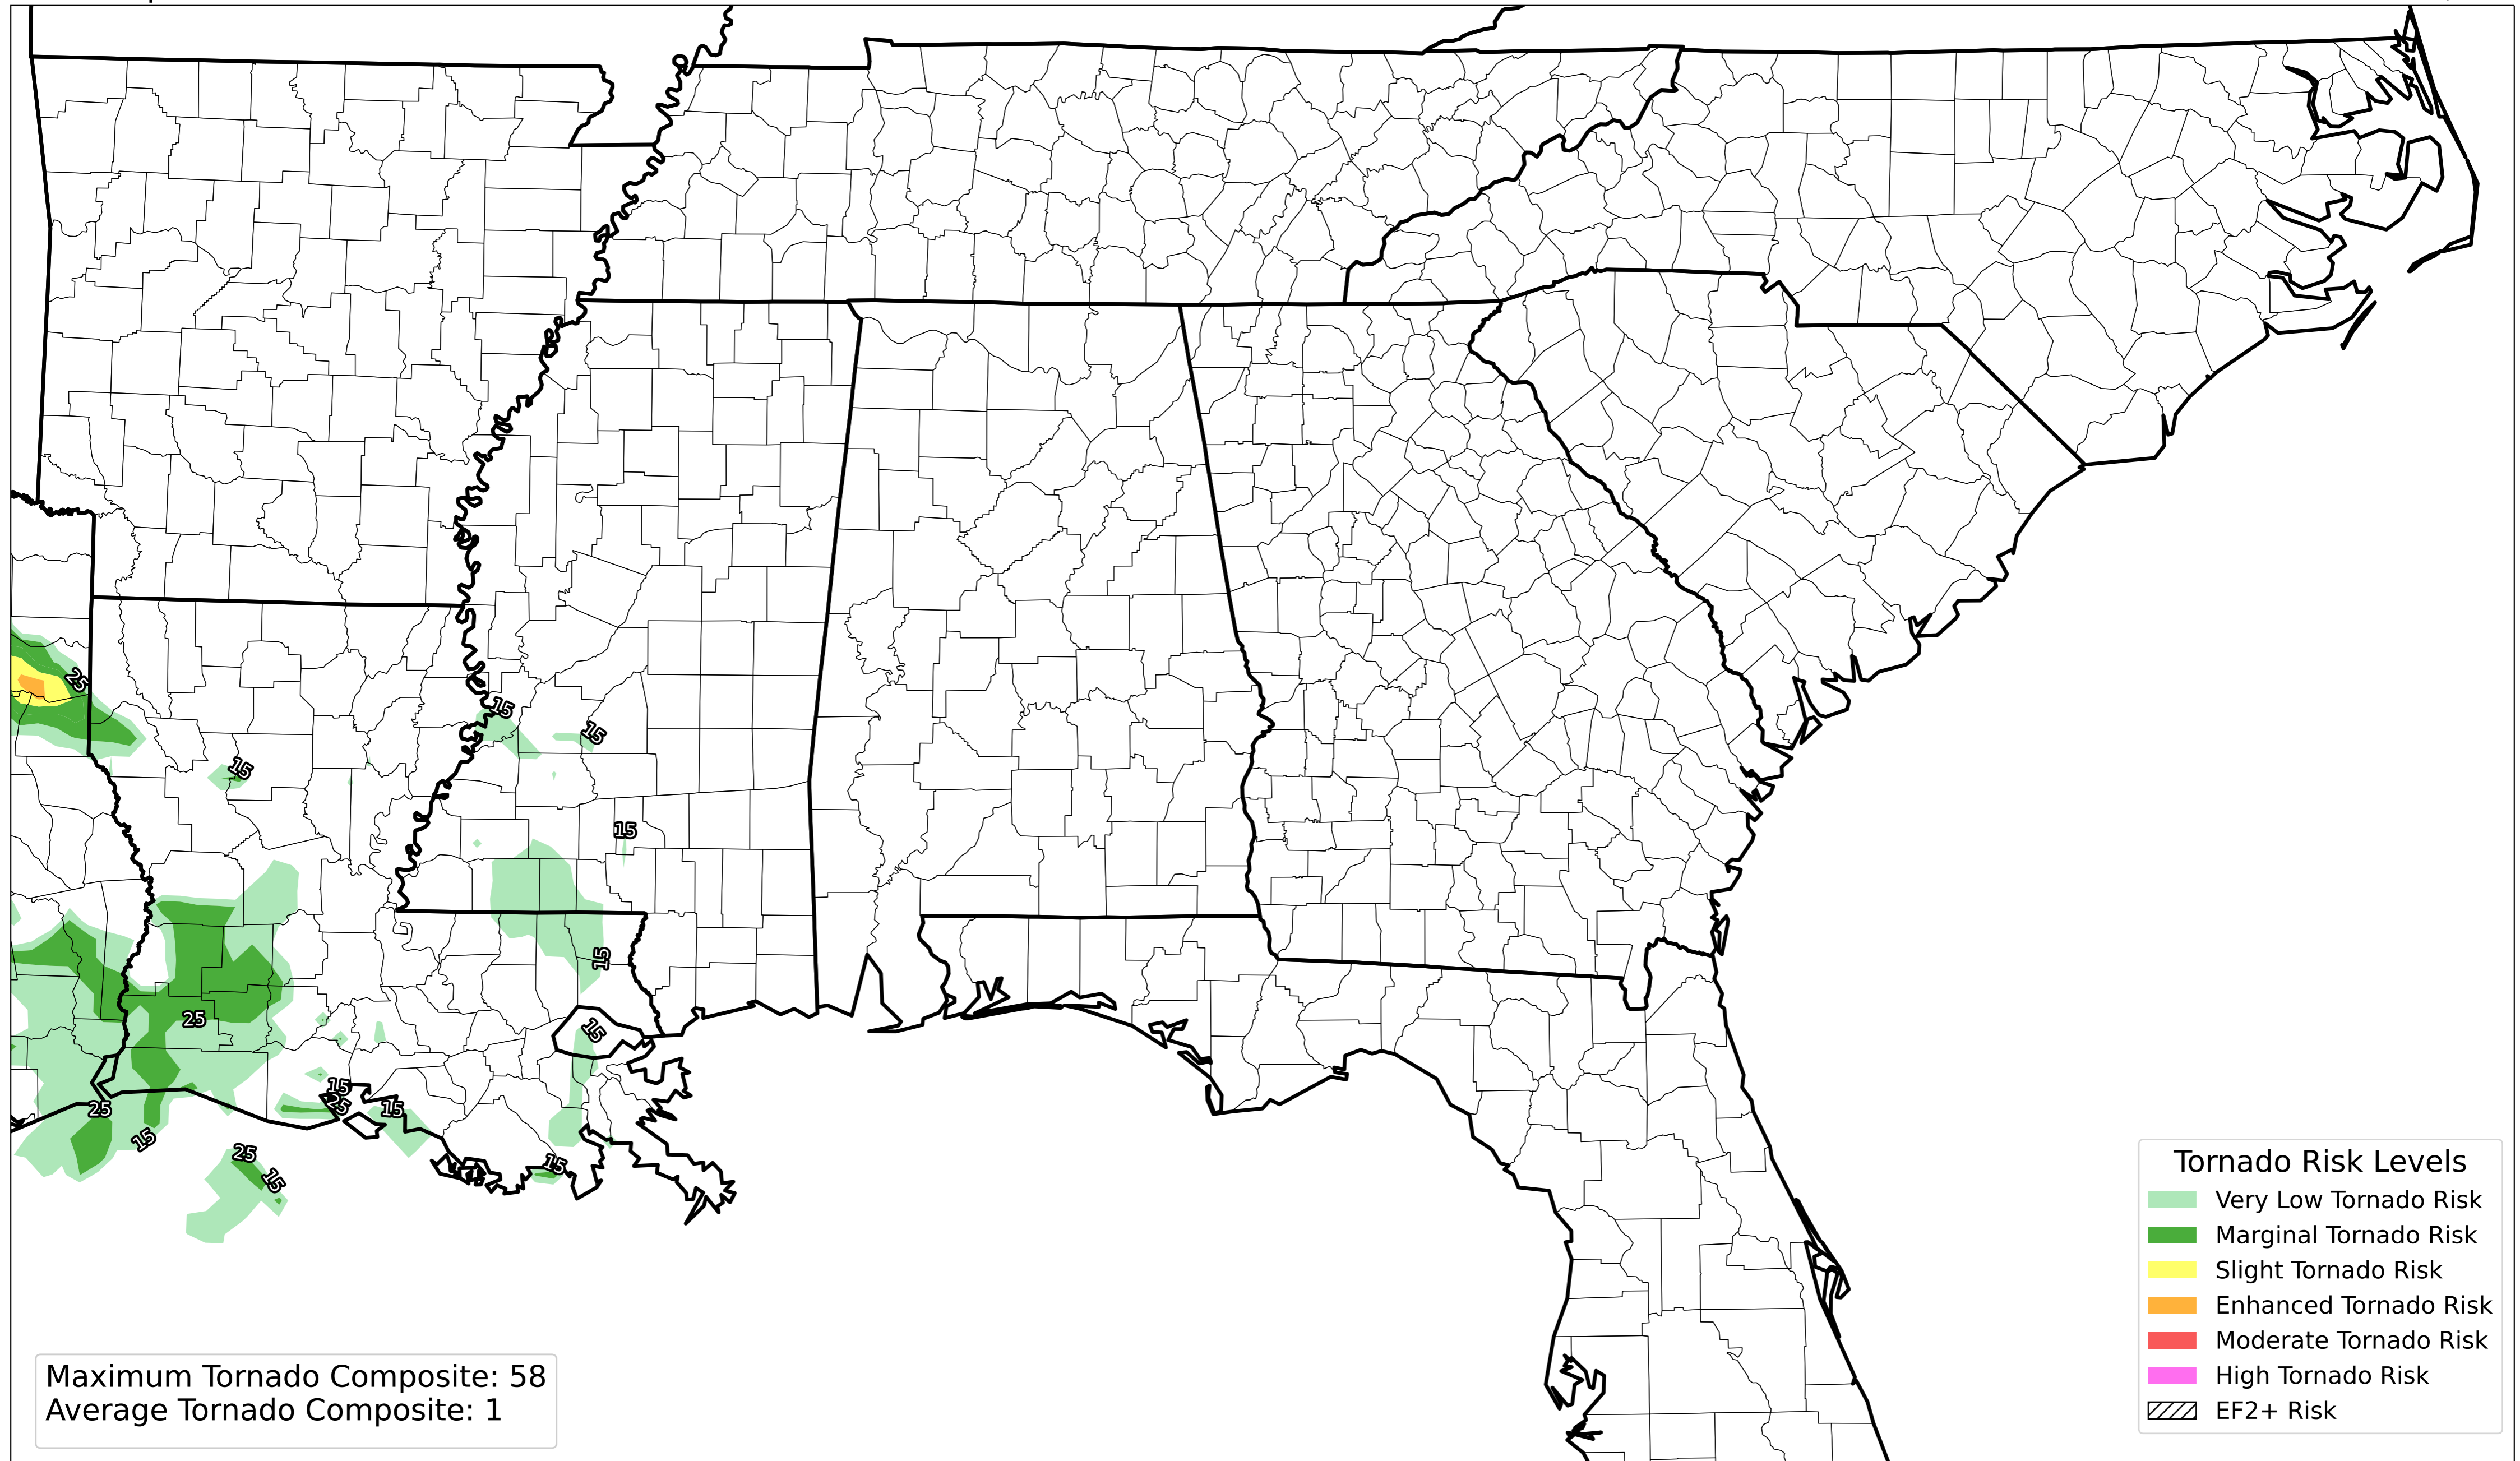 25
15
15
15
15
15
25
15
15
25
25
15
15
25
15
15
Tornado Risk Levels
Very Low Tornado Risk
Marginal Tornado Risk
Slight Tornado Risk
Enhanced Tornado Risk
Moderate Tornado Risk
High Tornado Risk
EF2+ Risk
Maximum Tornado Composite: 58
Average Tornado Composite: 1